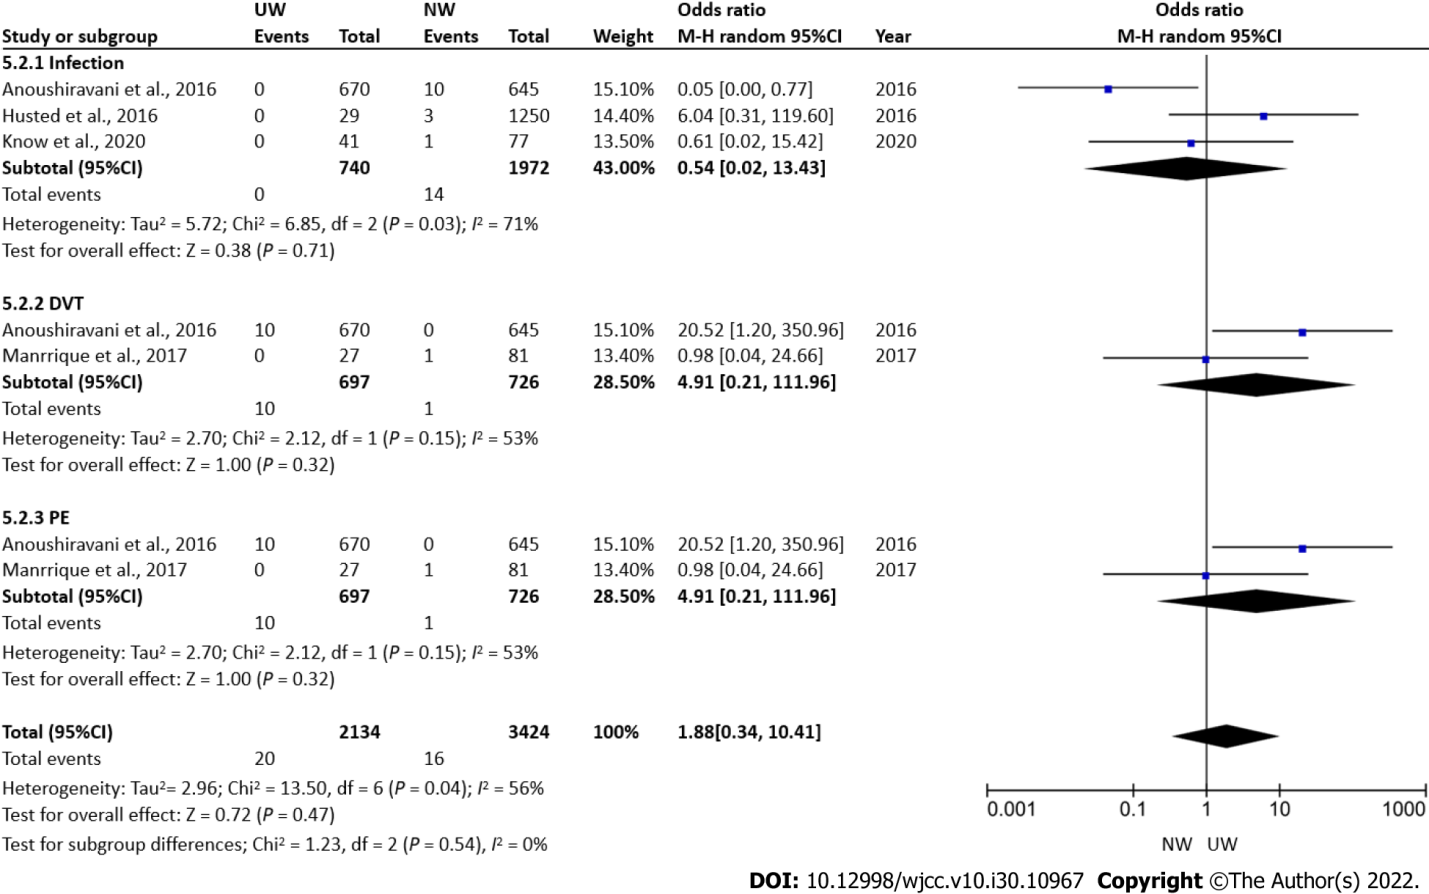 UW NW Odds ratio Odds ratio
Study or subgroup Events Total Events Total Weight M-H random 95%CI Year M-H random 95%CI
5.2.1 Infection
Anoushiravani et al., 2016 0 670 10 645 15.10% 0.05 [0.00, 0.77] 2016
Husted et al., 2016 0 29 3 1250 14.40% 6.04 [0.31, 119.60] 2016
Know et al., 2020 0 41 1 77 13.50% 0.61 [0.02, 15.42] 2020
Subtotal (95%CI) 740 1972 43.00% 0.54 [0.02, 13.43]
Total events 0 14
Heterogeneity: Tau² = 5.72; Chi² = 6.85, df = 2 (P = 0.03); I² = 71%
Test for overall effect: Z = 0.38 (P = 0.71)
5.2.2 DVT
Anoushiravani et al., 2016 10 670 0 645 15.10% 20.52 [1.20, 350.96] 2016
Manrrique et al., 2017 0 27 1 81 13.40% 0.98 [0.04, 24.66] 2017
Subtotal (95%CI) 697 726 28.50% 4.91 [0.21, 111.96]
Total events 10 1
Heterogeneity: Tau² = 2.70; Chi² = 2.12, df = 1 (P = 0.15); I² = 53%
Test for overall effect: Z = 1.00 (P = 0.32)
5.2.3 PE
Anoushiravani et al., 2016 10 670 0 645 15.10% 20.52 [1.20, 350.96] 2016
Manrrique et al., 2017 0 27 1 81 13.40% 0.98 [0.04, 24.66] 2017
Subtotal (95%CI) 697 726 28.50% 4.91 [0.21, 111.96]
Total events 10 1
Heterogeneity: Tau² = 2.70; Chi² = 2.12, df = 1 (P = 0.15); I² = 53%
Test for overall effect: Z = 1.00 (P = 0.32)
Total (95%CI) 2134 3424 100% 1.88[0.34, 10.41]
Total events 20 16
Heterogeneity: Tau²= 2.96; Chi² = 13.50, df = 6 (P = 0.04); I² = 56%
Test for overall effect: Z = 0.72 (P = 0.47)
Test for subgroup differences; Chi² = 1.23, df = 2 (P = 0.54), I² = 0%
0.001 0.1 1 10 1000
NW UW
DOI: 10.12998/wjcc.v10.i30.10967 Copyright ©The Author(s) 2022.